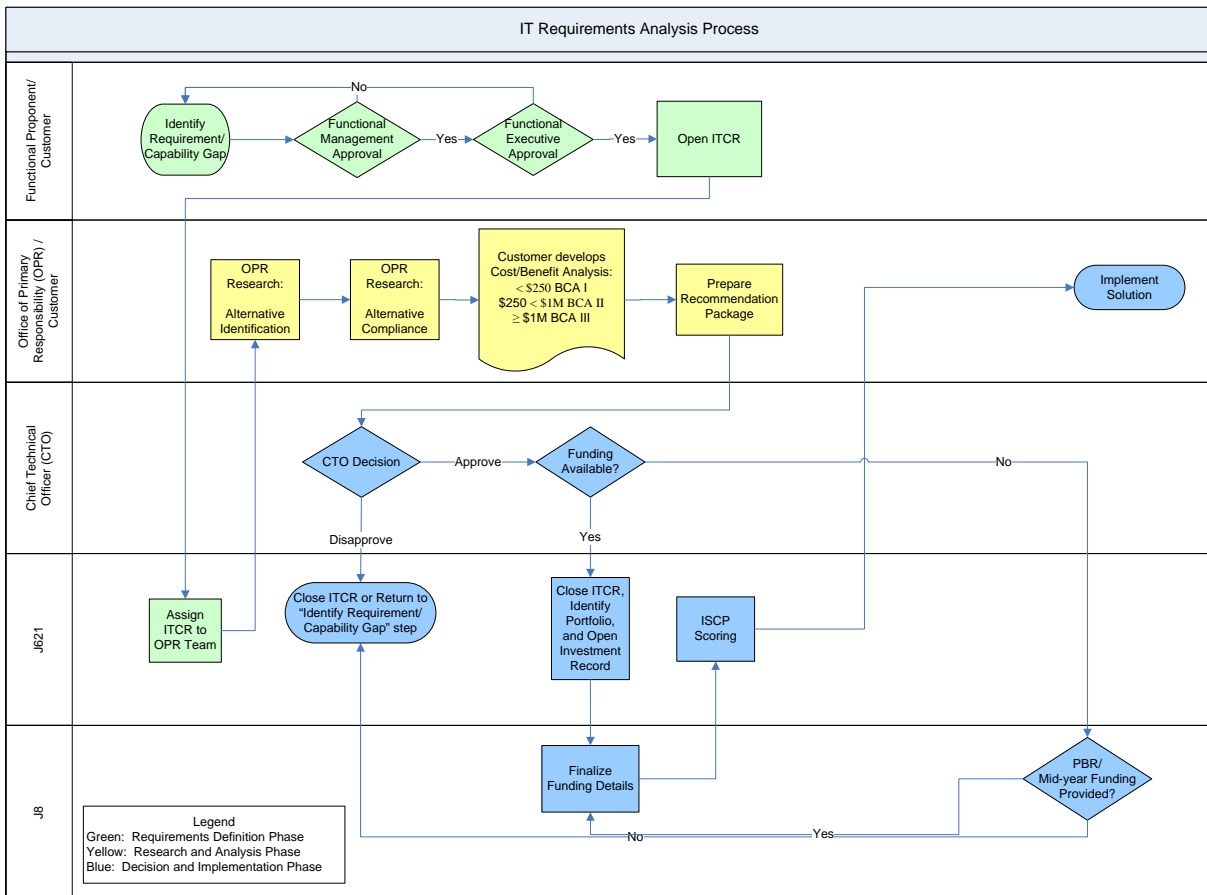 IT Requirements Analysis Process
Functional Proponent/
Customer
No
Identify
Requirement/
Capability Gap
Functional
Management
Approval
Yes
Functional
Executive
Approval
Yes
Open ITCR
Office of Primary
Responsibility (OPR) /
Customer
OPR
Research:
Alternative
Identification
OPR
Research:
Alternative
Compliance
Customer develops
Cost/Benefit Analysis:
< $250 BCA I
$250 < $1M BCA II
≥ $1M BCA III
Prepare
Recommendation
Package
Implement
Solution
Chief Technical
Officer (CTO)
CTO Decision
Approve
Funding
Available?
No
Disapprove
Yes
J621
Assign
ITCR to
OPR Team
Close ITCR or Return to
“Identify Requirement/
Capability Gap” step
Close ITCR,
Identify
Portfolio,
and Open
Investment
Record
ISCP
Scoring
J8
Finalize
Funding Details
PBR/
Mid-year Funding
Provided?
Yes
No
Legend
Green: Requirements Definition Phase
Yellow: Research and Analysis Phase
Blue: Decision and Implementation Phase